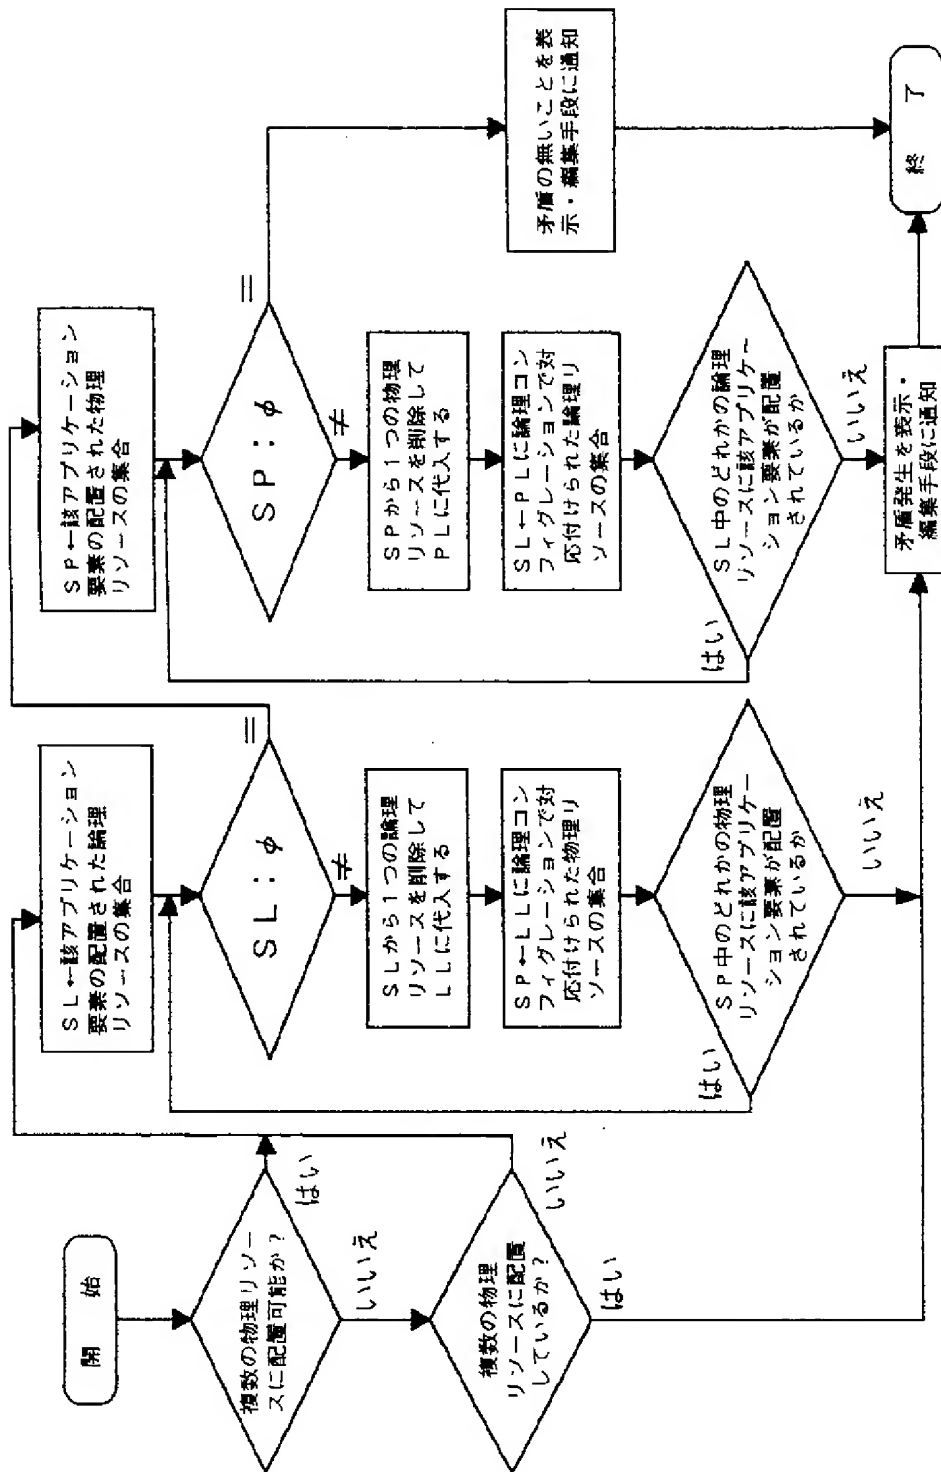 開 始
複数の物理リソー
スに配置可能か？
はい
いいえ
複数の物理
リソースに配置
しているか？
いいえ
はい
ＳＬ←該アプリケーション
要素の配置された論理
リソースの集合
ＳＬ：φ
＝
≠
ＳＬから１つの論理
リソースを削除して
ＬＬに代入する
ＳＰ←ＬＬに論理コン
フィグレーションで対
応付けられた物理リ
ソースの集合
ＳＰ中のどれかの物理
リソースに該アプリケー
ション要素が配置
されているか
はい
いいえ
ＳＰ←該アプリケーション
要素の配置された物理
リソースの集合
ＳＰ：φ
＝
≠
ＳＰから１つの物理
リソースを削除して
ＰＬに代入する
ＳＬ←ＰＬに論理コン
フィグレーションで対
応付けられた論理リ
ソースの集合
ＳＬ中のどれかの論理
リソースに該アプリケー
ション要素が配置
されているか
はい
いいえ
矛盾発生を表示・
編集手段に通知
矛盾の無いことを表
示・編集手段に通知
終 了